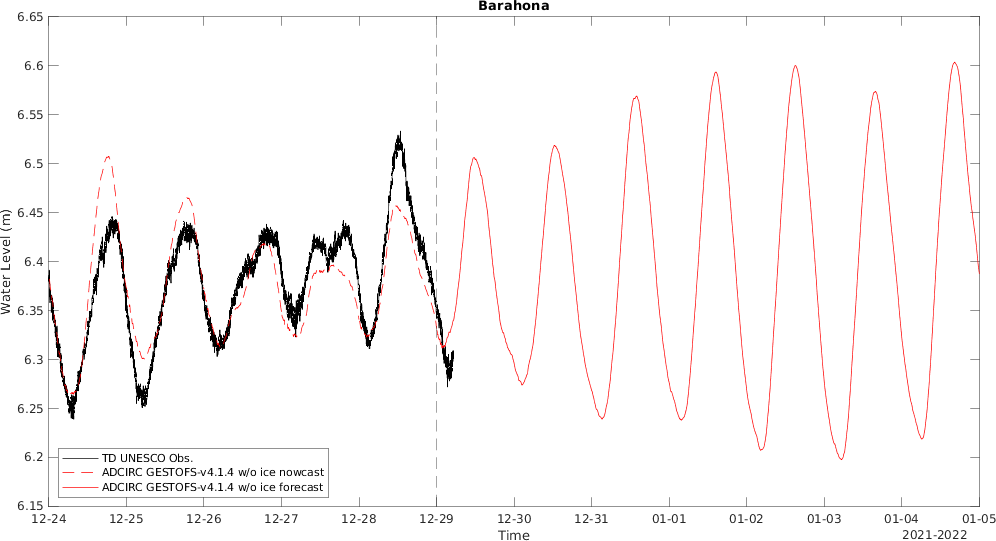 Barahona
6.65
6.6
6.55
6.5
6.45
6.4
6.35
6.3
6.25
6.2
6.15
Water Level (m)
TD UNESCO Obs.
ADCIRC GESTOFS-v4.1.4 w/o ice nowcast
ADCIRC GESTOFS-v4.1.4 w/o ice forecast
12-24 12-25 12-26 12-27 12-28 12-29 12-30 12-31 01-01 01-02 01-03 01-04 01-05
Time
2021-2022